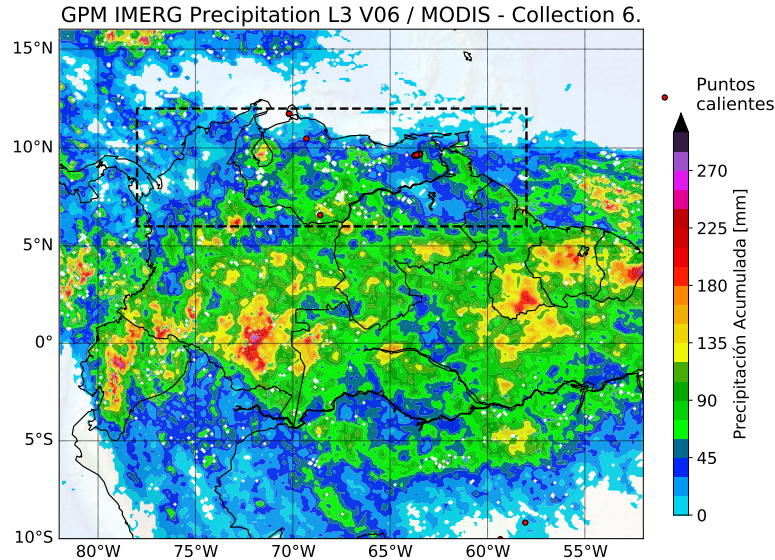 GPM IMERG Precipitation L3 V06 / MODIS - Collection 6.
15°N
10°N
5°N
0°
5°S
10°S
80°W
75°W
70°W
65°W
60°W
55°W
Puntos
calientes
270
225
180
135
90
45
0
Precipitación Acumulada [mm]